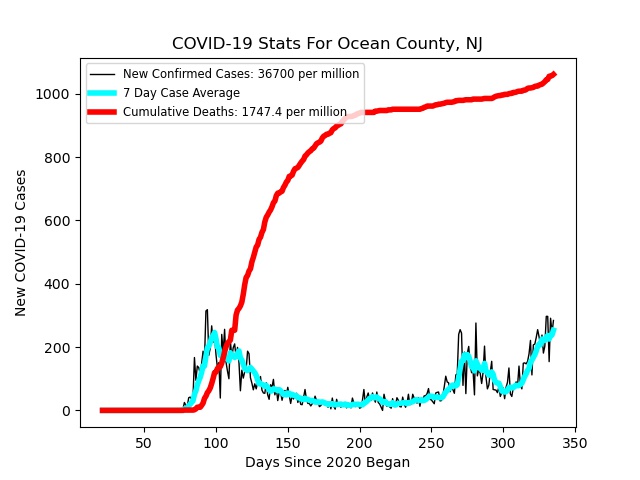 COVID-19 Stats For Ocean County, NJ
New Confirmed Cases: 36700 per million
7 Day Case Average
Cumulative Deaths: 1747.4 per million
New COVID-19 Cases
1000
800
600
400
200
0
50 100 150 200 250 300 350
Days Since 2020 Began